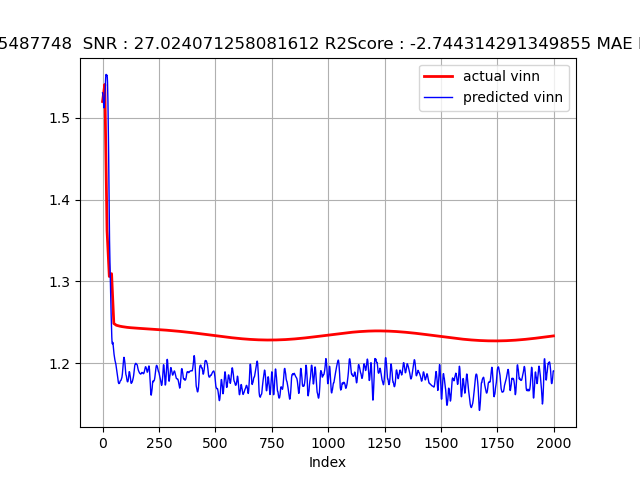 5487748 SNR : 27.024071258081612 R2Score : -2.744314291349855 MAE
actual vinn
predicted vinn
1.5
1.4
1.3
1.2
0 250 500 750 1000 1250 1500 1750 2000
Index